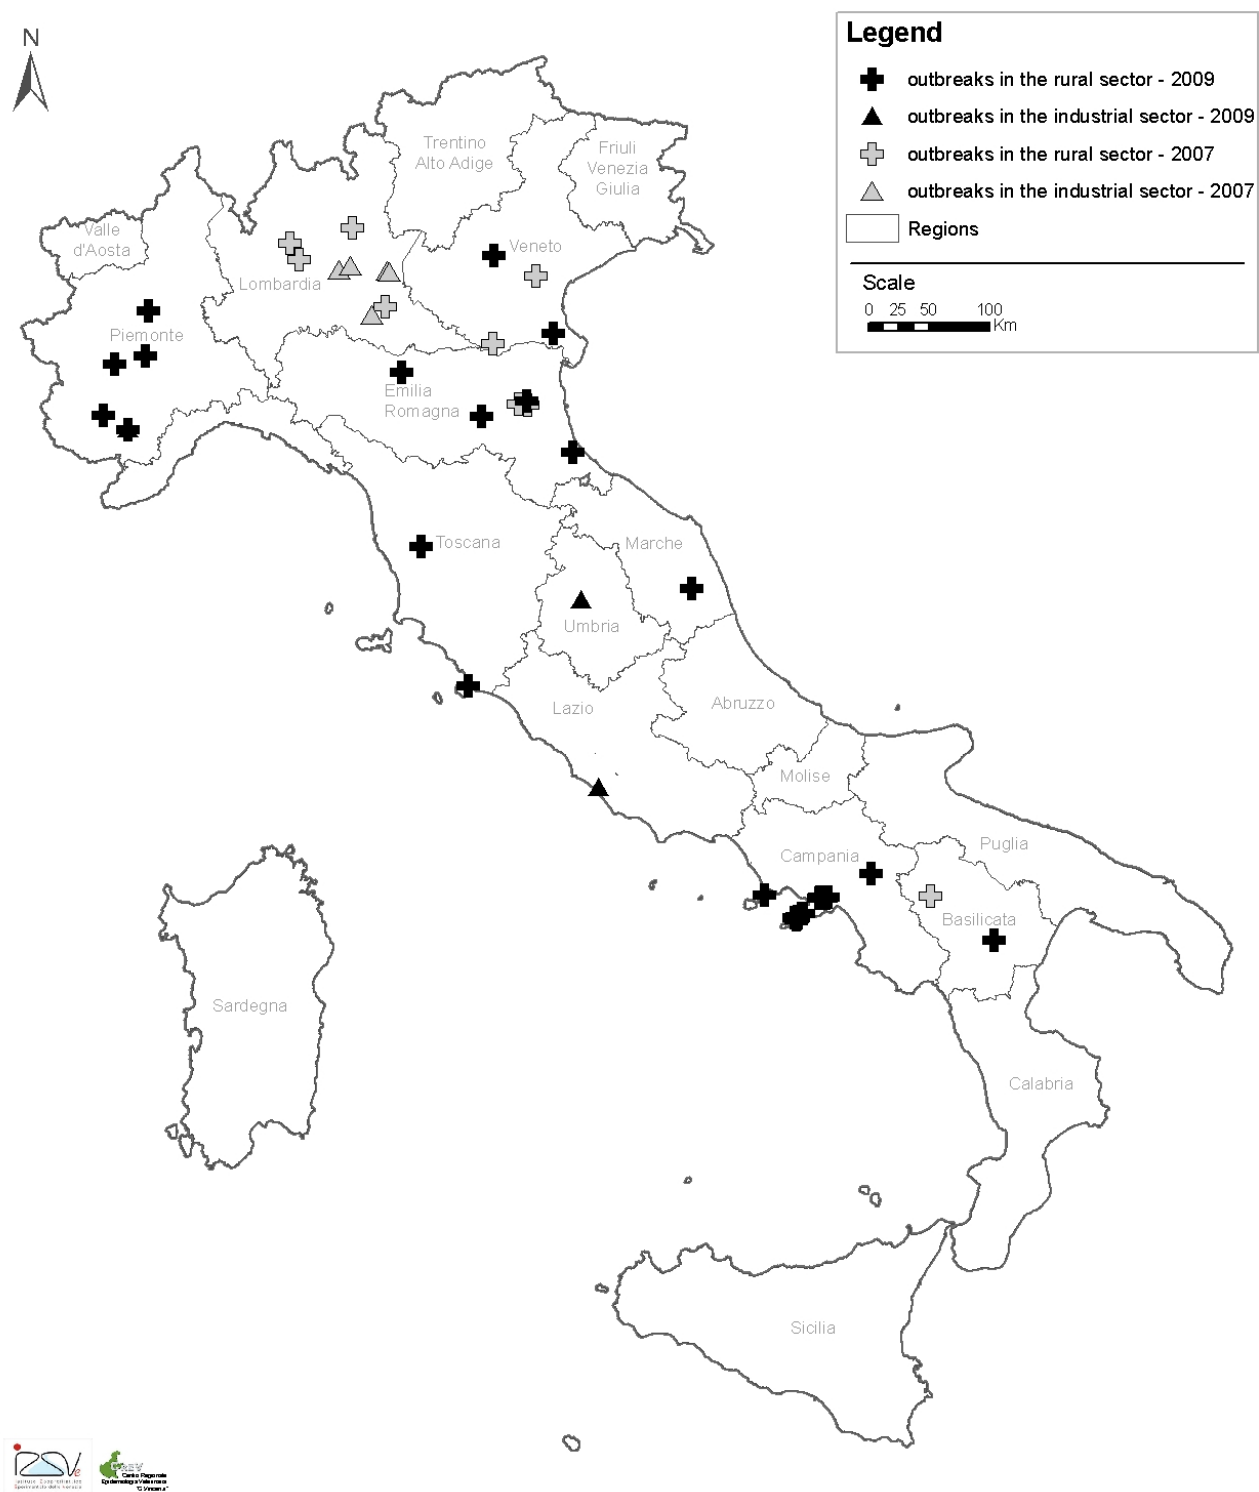 N
Legend
outbreaks in the rural sector - 2009
outbreaks in the industrial sector - 2009
outbreaks in the rural sector - 2007
outbreaks in the industrial sector - 2007
Regions
Scale
0 25 50 100
Km
Trentino
Alto Adige
Friuli
Venezia
Giulia
Valle
d'Aosta
Veneto
Lombardia
Piemonte
Emilia
Romagna
Toscana
Marche
Umbria
Lazio
Abruzzo
Molise
Campania
Puglia
Basilicata
Sardegna
Calabria
Sicilia
Centro Regionale